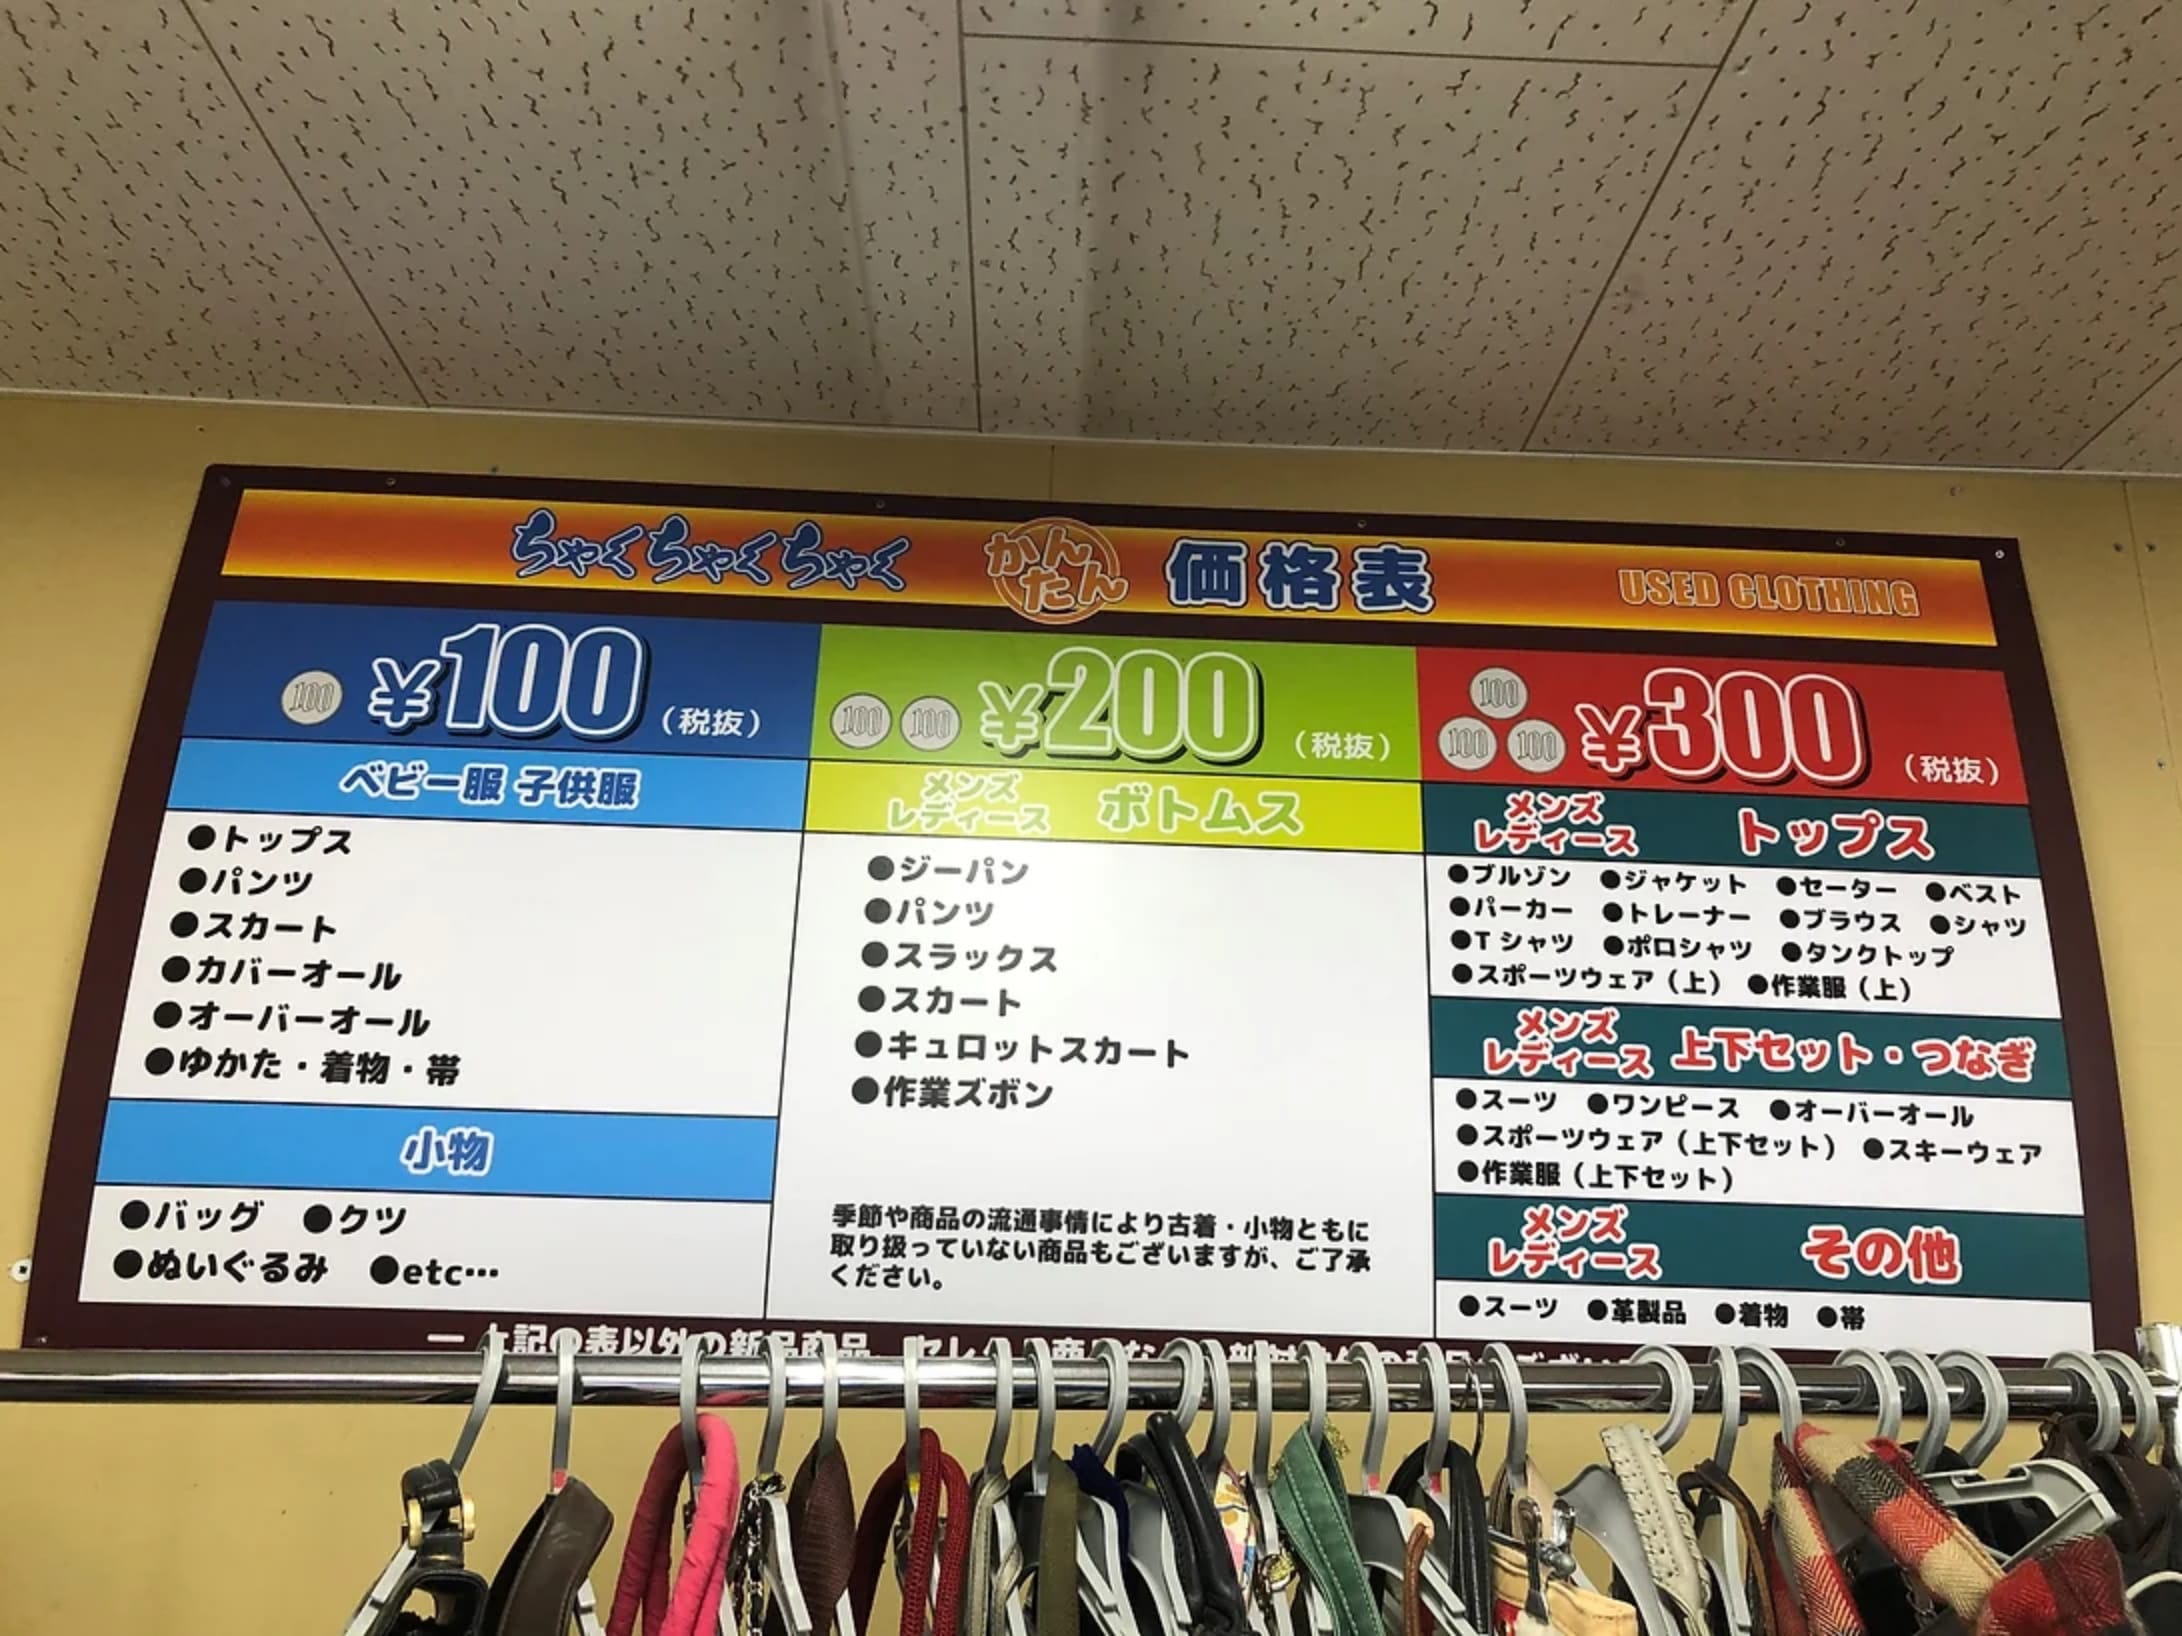 ちゃくちゃくちゃく かんたん 価格表 USED CLOTHING
100 ¥100 (税抜)
ベビー服 子供服
●トップス
●パンツ
●スカート
●カバーオール
●オーバーオール
●ゆかた・着物・帯
小物
●バッグ ●クツ
●ぬいぐるみ ●etc…
100 100 ¥200 (税抜)
メンズ
レディース ボトムス
●ジーパン
●パンツ
●スラックス
●スカート
●キュロットスカート
●作業ズボン
季節や商品の流通事情により古着・小物ともに
取り扱っていない商品もございますが、ご了承
ください。
100
100 100 ¥300 (税抜)
メンズ
レディース トップス
●ブルゾン ●ジャケット ●セーター ●ベスト
●パーカー ●トレーナー ●ブラウス ●シャツ
●Tシャツ ●ポロシャツ ●タンクトップ
●スポーツウェア(上) ●作業服(上)
メンズ
レディース 上下セット・つなぎ
●スーツ ●ワンピース ●オーバーオール
●スポーツウェア(上下セット) ●スキーウェア
●作業服(上下セット)
メンズ
レディース その他
●スーツ ●革製品 ●着物 ●帯
上記の表以外の新品商品、セレ